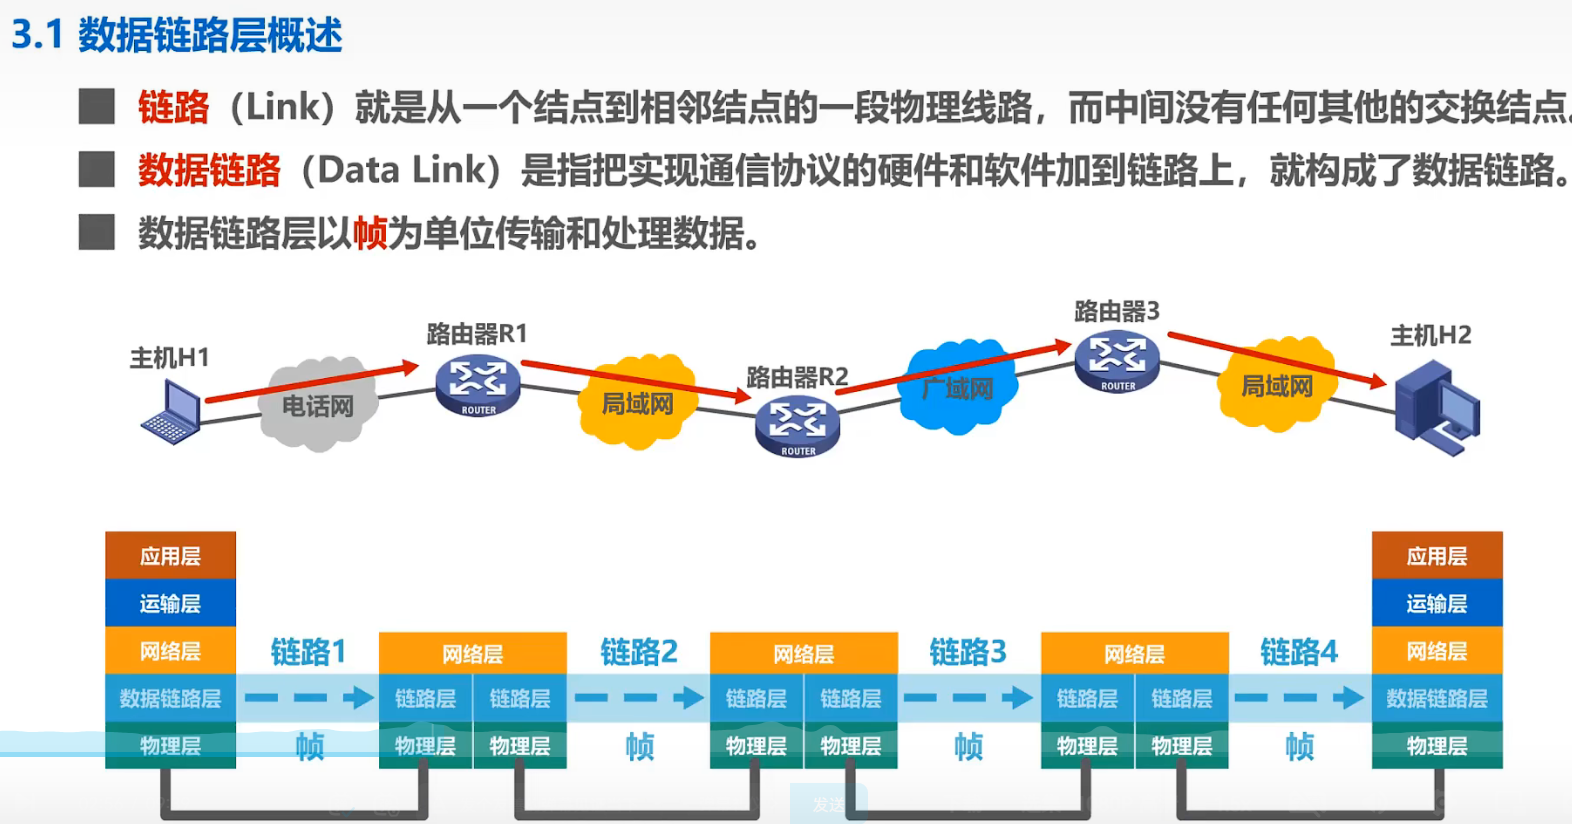 3.1 数据链路层概述
链路（Link）就是从一个结点到相邻结点的一段物理线路，而中间没有任何其他的交换结点。
数据链路（Data Link）是指把实现通信协议的硬件和软件加到链路上，就构成了数据链路。
数据链路层以帧为单位传输和处理数据。
主机H1
电话网
路由器R1
ROUTER
局域网
路由器R2
ROUTER
广域网
路由器3
ROUTER
局域网
主机H2
应用层
运输层
网络层
数据链路层
物理层
链路1
帧
网络层
链路层 链路层
物理层 物理层
链路2
帧
网络层
链路层 链路层
物理层 物理层
链路3
帧
网络层
链路层 链路层
物理层 物理层
链路4
帧
应用层
运输层
网络层
数据链路层
物理层
发送